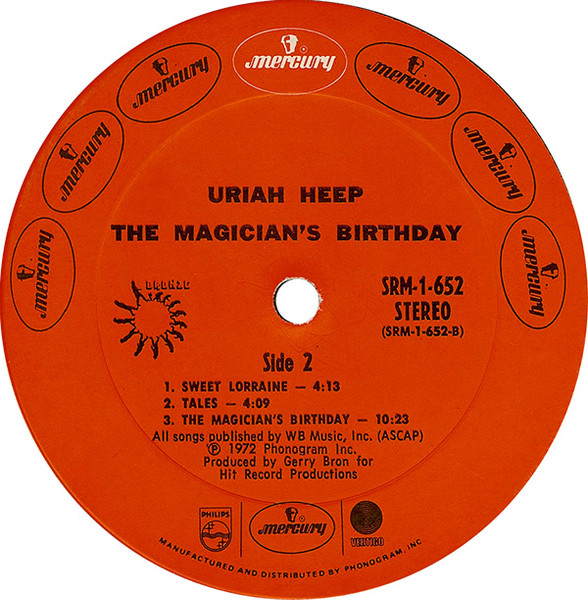 mercury
mercury
mercury
mercury
mercury
mercury
mercury
URIAH HEEP
THE MAGICIAN'S BIRTHDAY
BRONZE
SRM-1-652
STEREO
(SRM-1-652-B)
Side 2
1. SWEET LORRAINE — 4:13
2. TALES — 4:09
3. THE MAGICIAN'S BIRTHDAY — 10:23
All songs published by WB Music, Inc. (ASCAP)
℗ 1972 Phonogram Inc.
Produced by Gerry Bron for
Hit Record Productions
PHILIPS
mercury
VERTIGO
MANUFACTURED AND DISTRIBUTED BY PHONOGRAM, INC